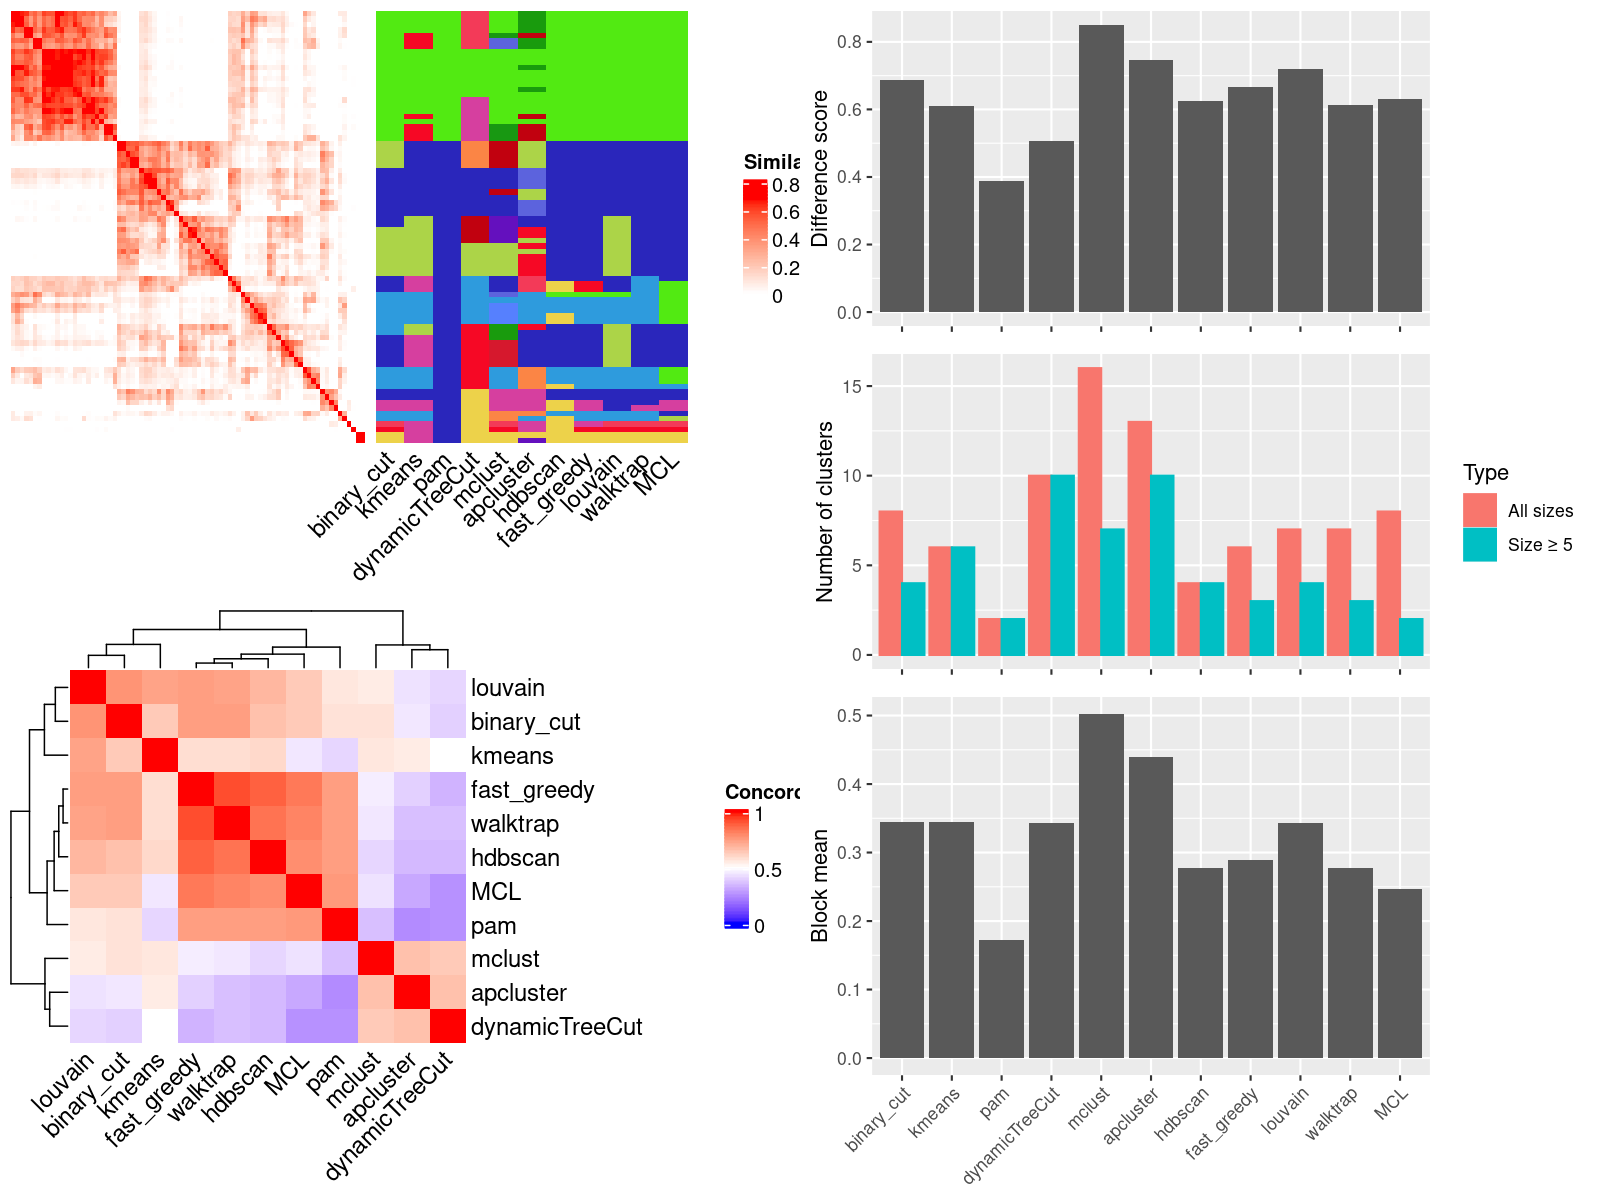 Simila
0.8
0.6
0.4
0.2
0
binary_cut
kmeans
pam
dynamicTreeCut
mclust
apcluster
hdbscan
fast_greedy
louvain
walktrap
MCL
louvain
binary_cut
kmeans
fast_greedy
walktrap
hdbscan
MCL
pam
mclust
apcluster
dynamicTreeCut
louvain
binary_cut
kmeans
fast_greedy
walktrap
hdbscan
MCL
pam
mclust
apcluster
dynamicTreeCut
Concord
1
0.5
0
Difference score
0.8
0.6
0.4
0.2
0.0
Number of clusters
15
10
5
0
Type
All sizes
Size ≥ 5
Block mean
0.5
0.4
0.3
0.2
0.1
0.0
binary_cut
kmeans
pam
dynamicTreeCut
mclust
apcluster
hdbscan
fast_greedy
louvain
walktrap
MCL